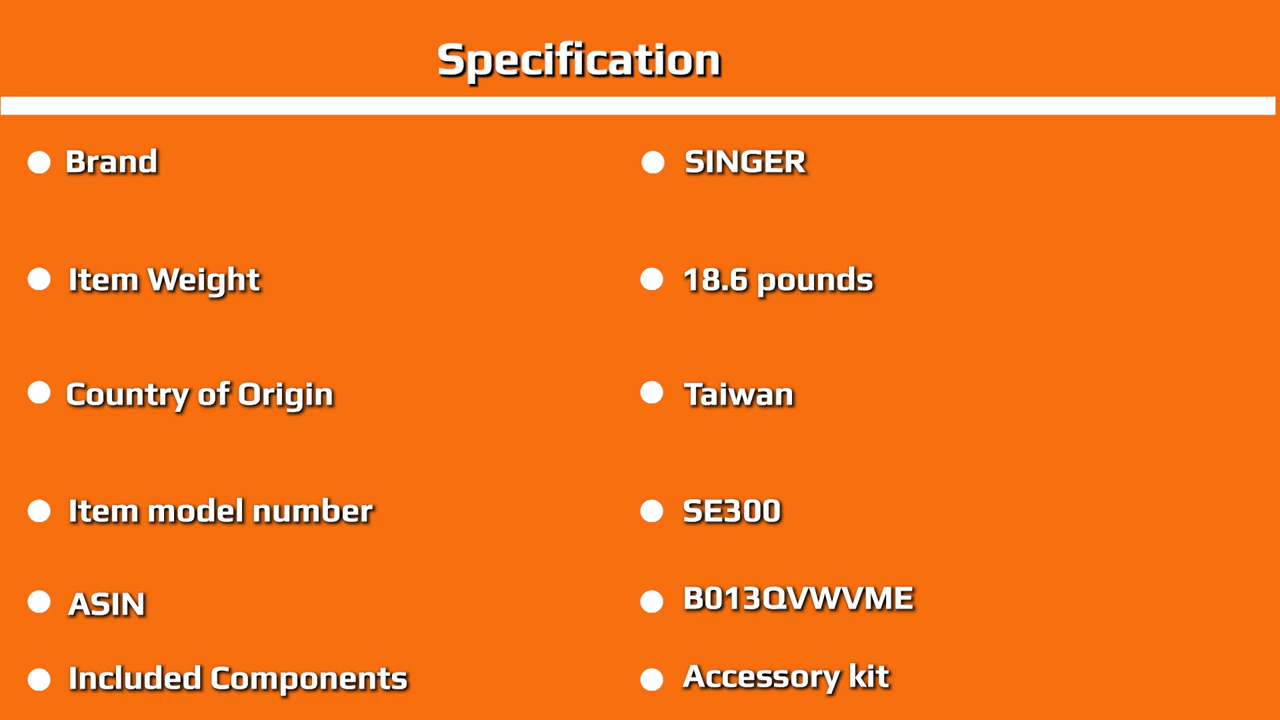 Specification
Brand
SINGER
Item Weight
18.6 pounds
Country of Origin
Taiwan
Item model number
SE300
ASIN
B013QVWVME
Included Components
Accessory kit